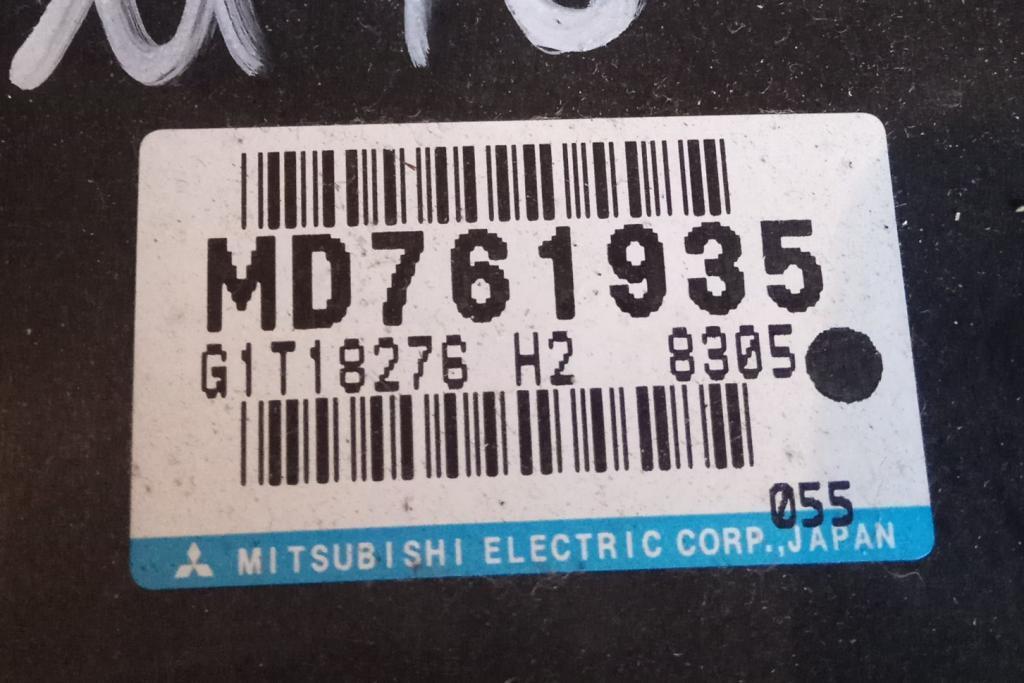 MD761935
G1T18276 H2 8305
055
MITSUBISHI ELECTRIC CORP.,JAPAN